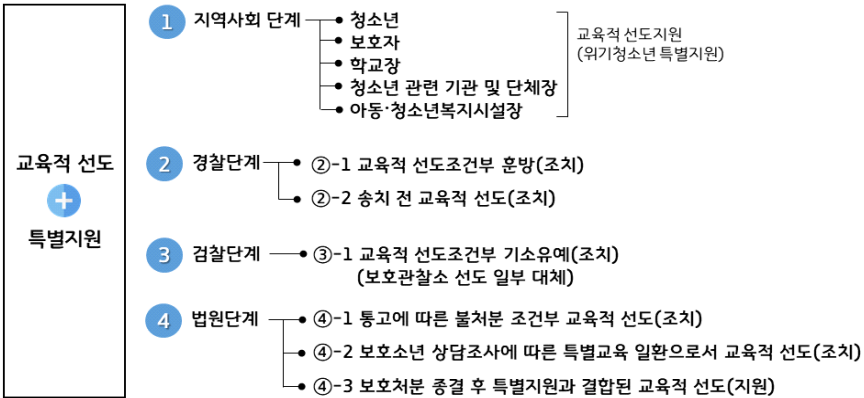 교육적 선도
+
특별지원
1 지역사회 단계
청소년
보호자
학교장
청소년 관련 기관 및 단체장
아동·청소년복지시설장
교육적 선도지원
(위기청소년 특별지원)
2 경찰단계
②-1 교육적 선도조건부 훈방(조치)
②-2 송치 전 교육적 선도(조치)
3 검찰단계
③-1 교육적 선도조건부 기소유예(조치)
(보호관찰소 선도 일부 대체)
4 법원단계
④-1 통고에 따른 불처분 조건부 교육적 선도(조치)
④-2 보호소년 상담조사에 따른 특별교육 일환으로서 교육적 선도(조치)
④-3 보호처분 종결 후 특별지원과 결합된 교육적 선도(지원)